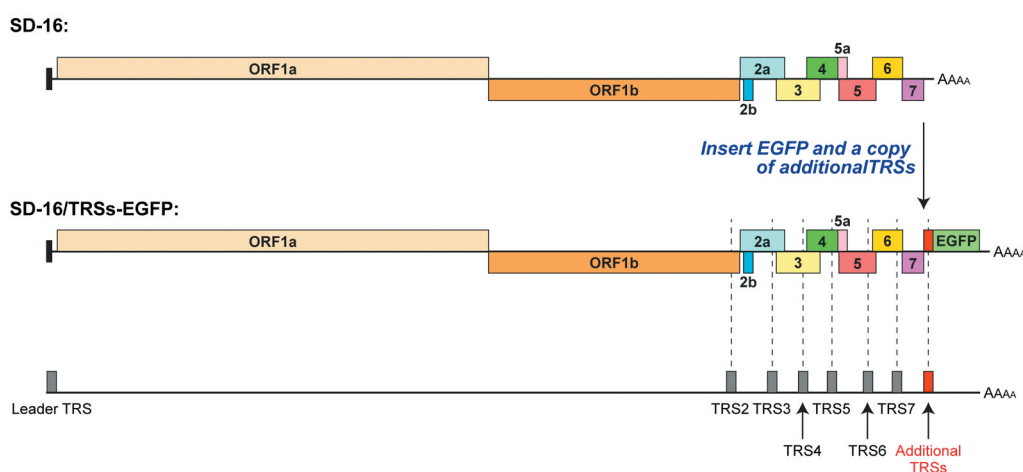 SD-16:
ORF1a
ORF1b
2a
2b
3
4
5a
5
6
7
AAAA
Insert EGFP and a copy
of additionalTRSs
SD-16/TRSs-EGFP:
ORF1a
ORF1b
2a
2b
3
4
5a
5
6
7
EGFP
AAAA
AAAA
Leader TRS
TRS2 TRS3 TRS5 TRS7
TRS4 TRS6 Additional
TRSs